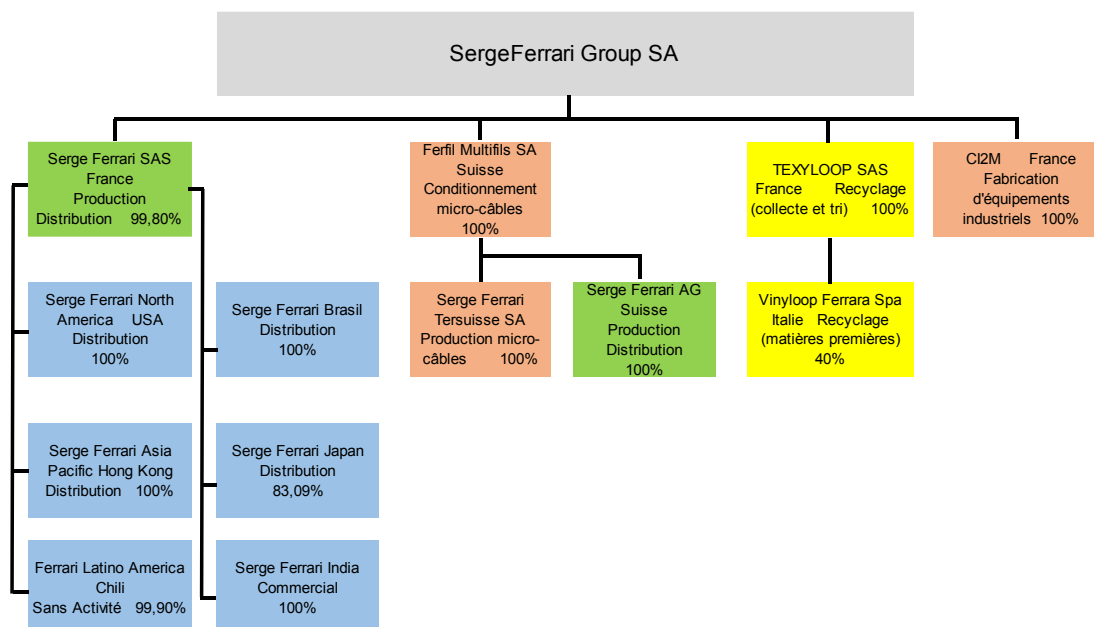 SergeFerrari Group SA
Serge Ferrari SAS
France
Production
Distribution 99,80%
Ferfil Multifils SA
Suisse
Conditionnement
micro-câbles
100%
TEXYLOOP SAS
France Recyclage
(collecte et tri) 100%
CI2M France
Fabrication
d'équipements
industriels 100%
Serge Ferrari North
America USA
Distribution
100%
Serge Ferrari Brasil
Distribution
100%
Serge Ferrari
Tersuisse SA
Production micro-
câbles 100%
Serge Ferrari AG
Suisse
Production
Distribution
100%
Vinyloop Ferrara Spa
Italie Recyclage
(matières premières)
40%
Serge Ferrari Asia
Pacific Hong Kong
Distribution 100%
Serge Ferrari Japan
Distribution
83,09%
Ferrari Latino America
Chili
Sans Activité 99,90%
Serge Ferrari India
Commercial
100%